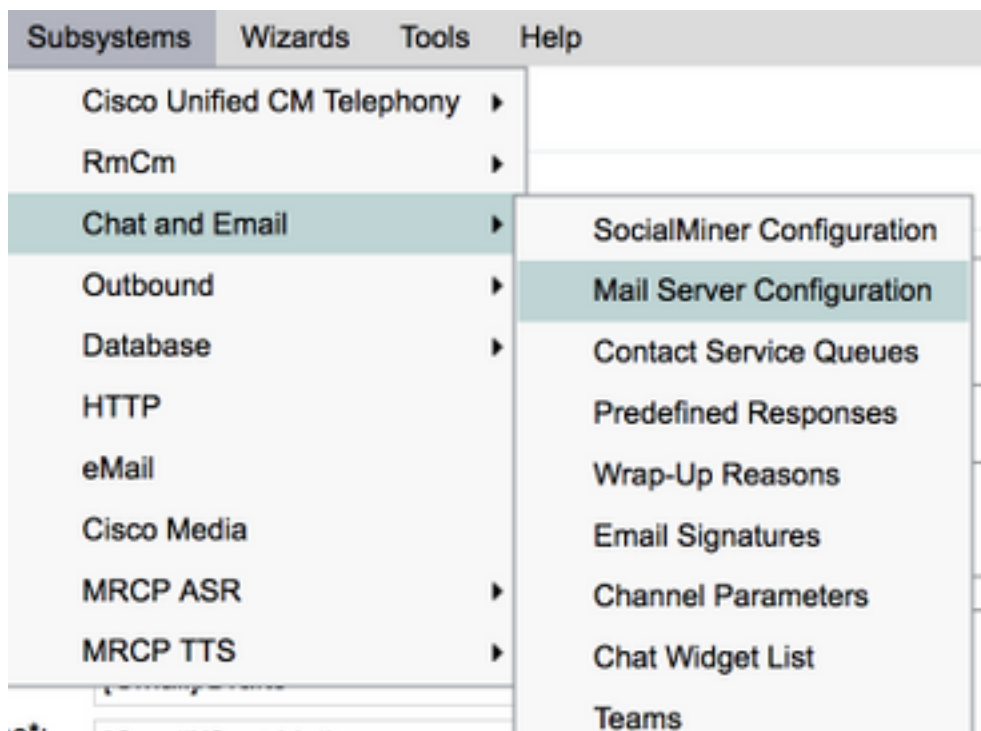 Subsystems Wizards Tools Help
Cisco Unified CM Telephony
RmCm
Chat and Email
Outbound
Database
HTTP
eMail
Cisco Media
MRCP ASR
MRCP TTS
SocialMiner Configuration
Mail Server Configuration
Contact Service Queues
Predefined Responses
Wrap-Up Reasons
Email Signatures
Channel Parameters
Chat Widget List
Teams